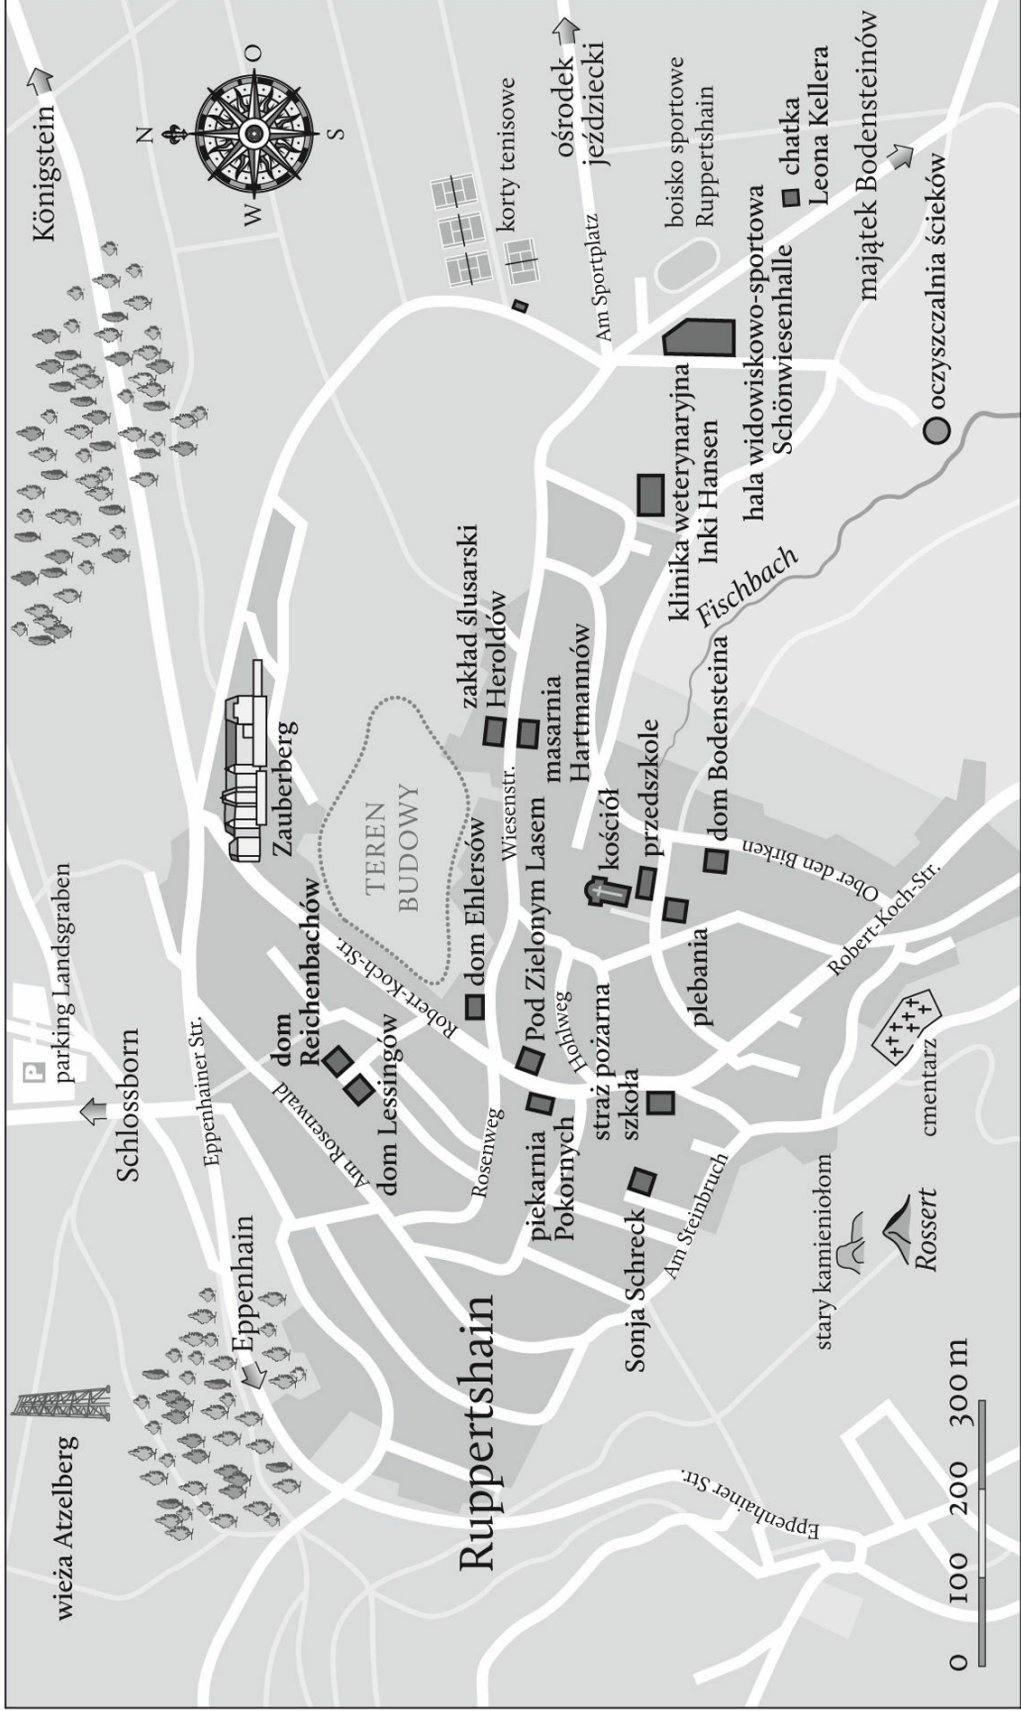 wieża Atzelberg
Schlossborn
P
parking Landsgraben
Königstein
Eppenhain
Eppenhainer Str.
N
W
O
S
Am Rosenwald
dom
Reichenbachów
dom Lessingów
Robert-Koch-Str.
Zauberberg
TEREN
BUDOWY
korty tenisowe
ośrodek
jeździecki
Ruppertshain
Rosenweg
dom Ehlersów
Wiesenstr.
zakład ślusarski
Heroldów
masarnia
Hartmannów
Am Sportplatz
piekarnia
Pokornych
Pod Zielonym Lasem
Hohlweg
straż pożarna
szkoła
kościół
przedszkole
boisko sportowe
Ruppertshain
Sonja Schreck
Am Steinbruch
plebania
dom Bodensteina
Ober den Birken
Fischbach
klinika weterynaryjna
Inki Hansen
hala widowiskowo-sportowa
Schönwiesenhalle
chatka
Leona Kellera
majątek Bodensteinów
oczyszczalnia ścieków
Eppenhainer Str.
stary kamieniołom
Rossert
cmentarz
Robert-Koch-Str.
0 100 200 300 m